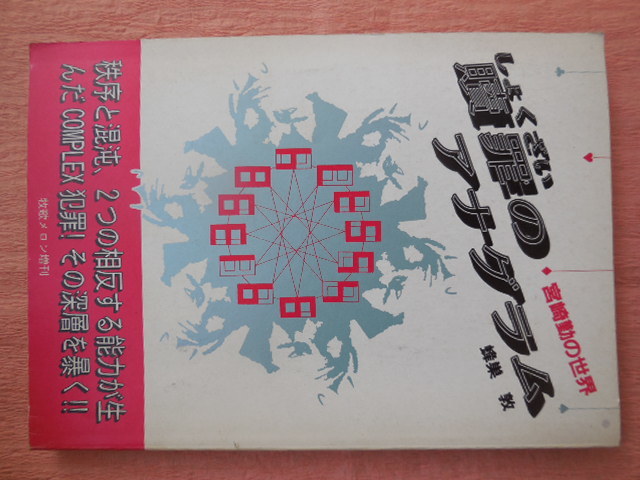 しょくざい
贖罪の
アナグラム
宮崎勤の世界
蜂巣 敦
秩序と混沌、2つの相反する能力が生
んだCOMPLEX犯罪!その深層を暴く!!
牧歌メロン増刊